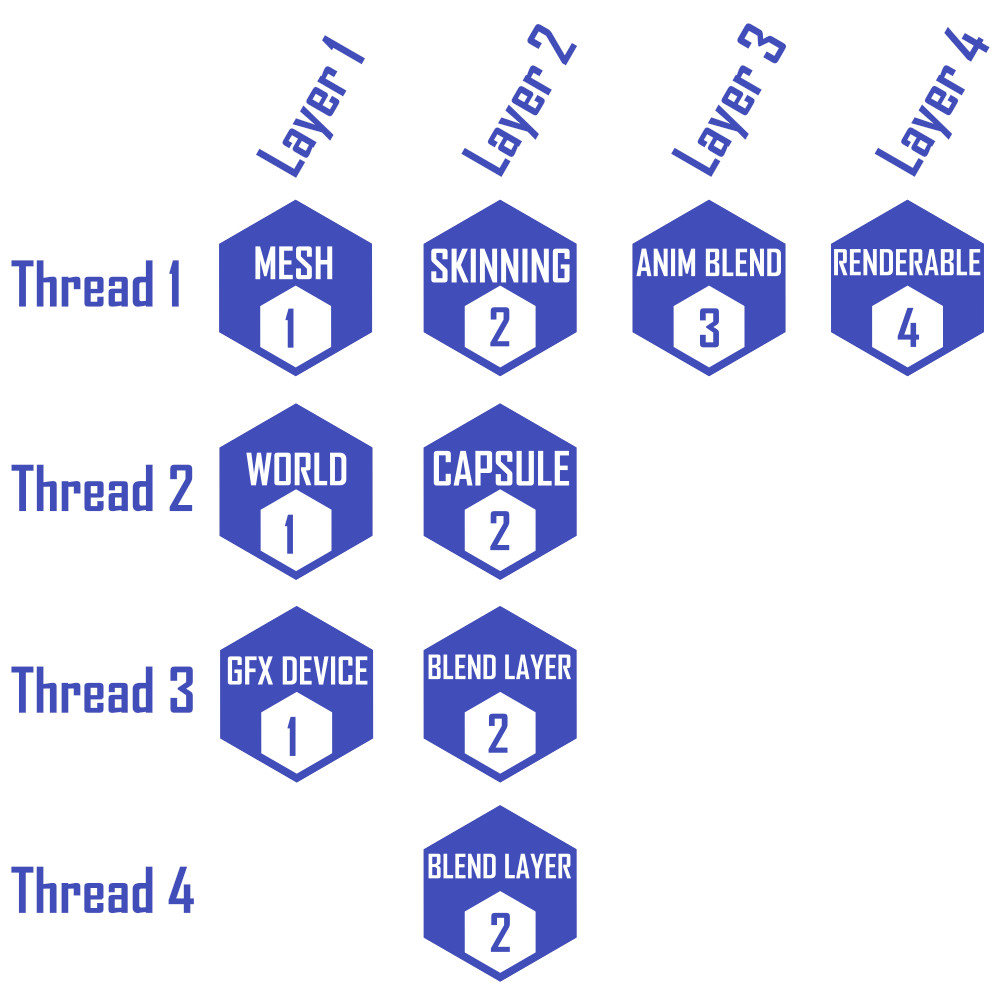 Layer 1
Layer 2
Layer 3
Layer 4
Thread 1
MESH
1
SKINNING
2
ANIM BLEND
3
RENDERABLE
4
Thread 2
WORLD
1
CAPSULE
2
Thread 3
GFX DEVICE
1
BLEND LAYER
2
Thread 4
BLEND LAYER
2